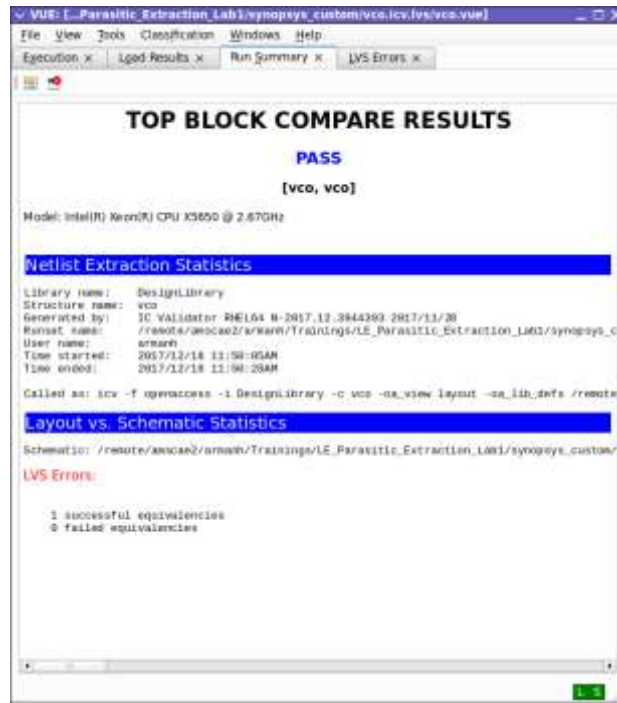 VUE: [...Parasitic_Extraction_Lab1/synopsys_custom/vco.icv.lvs/vco.vue]
File View Tools Classification Windows Help
Execution x Load Results x Run Summary x LVS Errors x
TOP BLOCK COMPARE RESULTS
PASS
[vco, vco]
Model: Intel(R) Xeon(R) CPU X5650 @ 2.67GHz
Netlist Extraction Statistics
Library name: DesignLibrary
Structure name: vco
Generated by: IC Validator RHEL64 N-2017.12.3944393 2017/11/28
Runset name: /remote/amscae2/armanh/Trainings/LE_Parasitic_Extraction_Lab1/synopsys_c
User name: armanh
Time started: 2017/12/18 11:58:05AM
Time ended: 2017/12/18 11:58:28AM
Called as: icv -f openaccess -i DesignLibrary -c vco -oa_view layout -oa_lib_defs /remote
Layout vs. Schematic Statistics
Schematic: /remote/amscae2/armanh/Trainings/LE_Parasitic_Extraction_Lab1/synopsys_custom/
LVS Errors:
1 successful equivalencies
0 failed equivalencies
L S